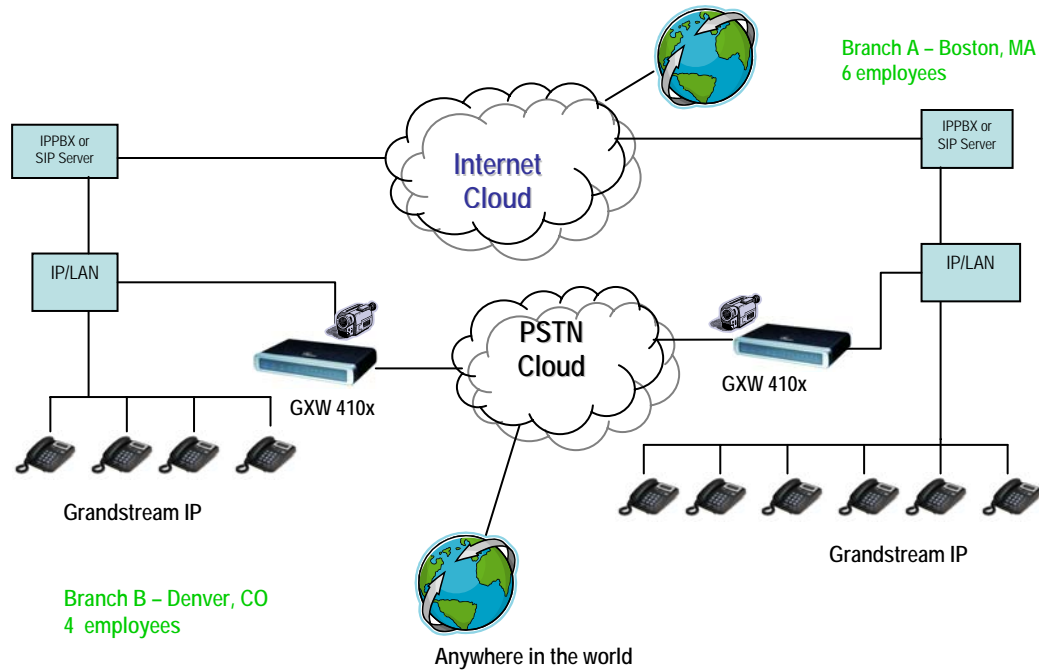 Branch A – Boston, MA
6 employees
IPPBX or
SIP Server
Internet
Cloud
IPPBX or
SIP Server
IP/LAN
IP/LAN
PSTN
Cloud
GXW 410x
GXW 410x
Grandstream IP
Grandstream IP
Branch B – Denver, CO
4 employees
Anywhere in the world